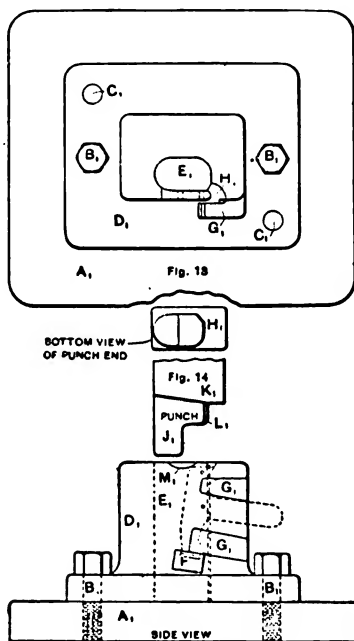 C₁
B₁
B₁
E₁
H₁
D₁
G₁
C₁
A₁
Fig. 13
H₁
BOTTOM VIEW
OF PUNCH END
Fig. 14
K₁
PUNCH
L₁
J₁
M₁
E₁
G₁
D₁
G₁
F
B₁
B₁
A₁
SIDE VIEW